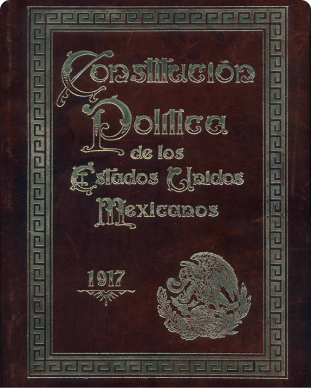 Constitución
Política
de los
Estados Unidos
Mexicanos
1917